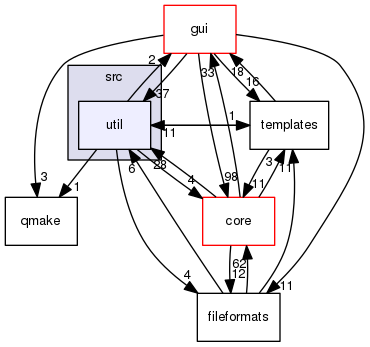 gui
src
2
33
18
16
37
util
1
11
templates
3
6
28
4
3
11
11
98
1
qmake
core
62
12
4
11
fileformats